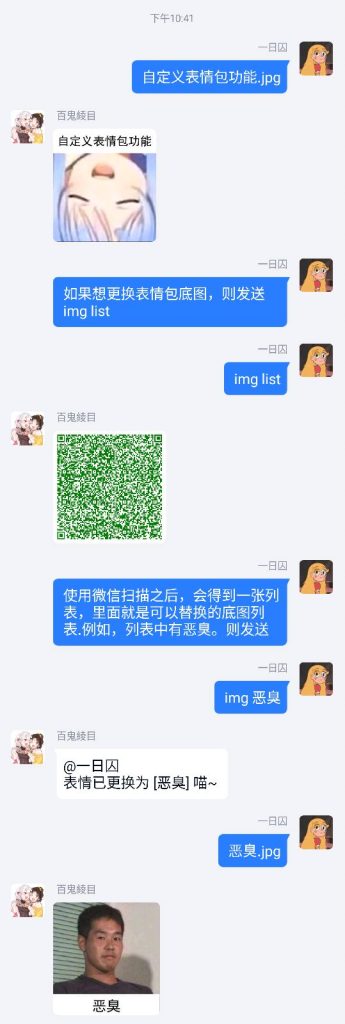 下午10:41
一日囚
自定义表情包功能.jpg
百鬼綾目
自定义表情包功能
一日囚
如果想更换表情包底图，则发送
img list
一日囚
img list
百鬼綾目
一日囚
使用微信扫描之后，会得到一张列
表，里面就是可以替换的底图列
表.例如，列表中有恶臭。则发送
一日囚
img 恶臭
百鬼綾目
@一日囚
表情已更换为 [恶臭] 喵~
一日囚
恶臭.jpg
百鬼綾目
恶臭